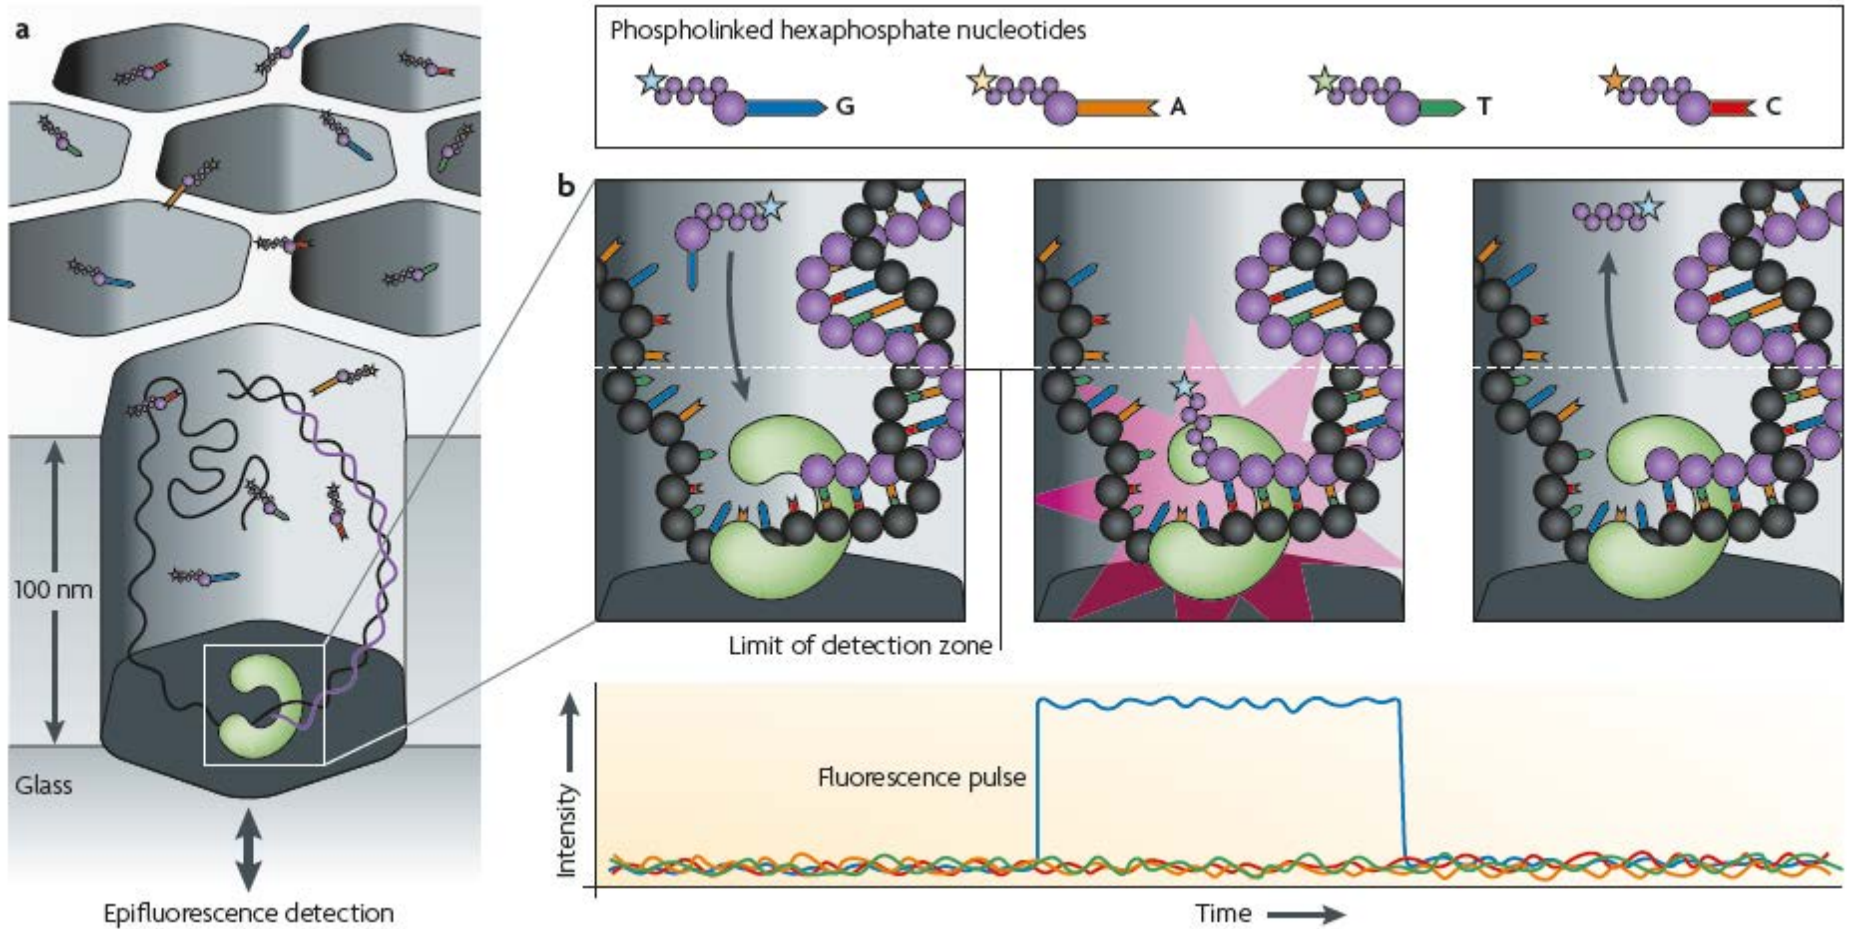 a
Phospholinked hexaphosphate nucleotides
G
A
T
C
b
100 nm
Glass
Epifluorescence detection
Limit of detection zone
Fluorescence pulse
Intensity
Time